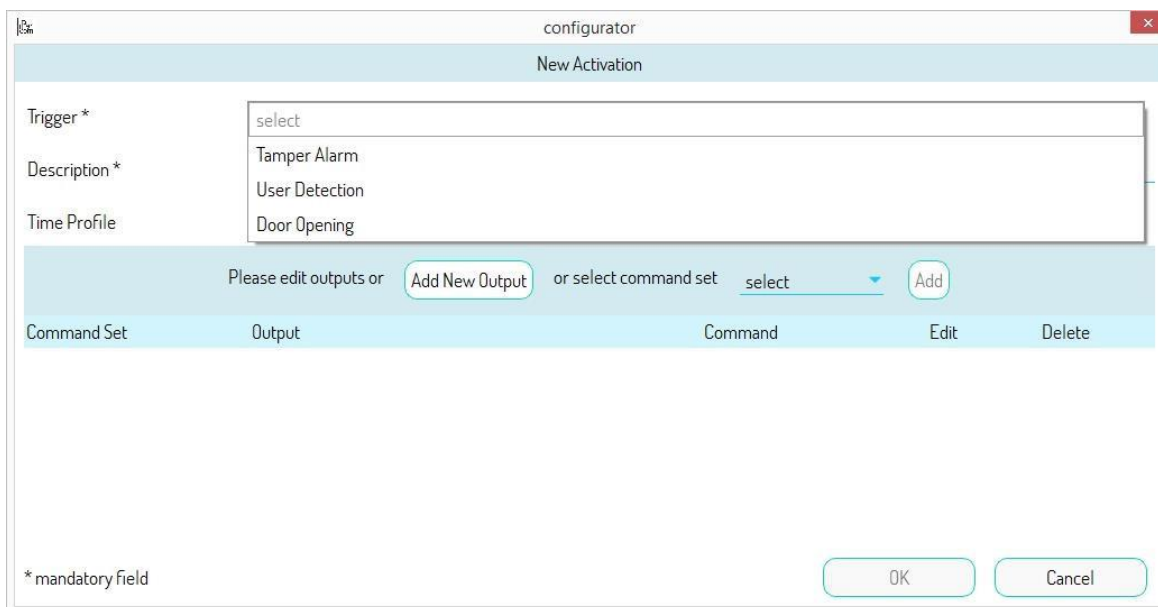 configurator
New Activation
Trigger *
select
Tamper Alarm
Description *
User Detection
Time Profile
Door Opening
Please edit outputs or Add New Output or select command set select Add
Command Set Output Command Edit Delete
* mandatory field OK Cancel